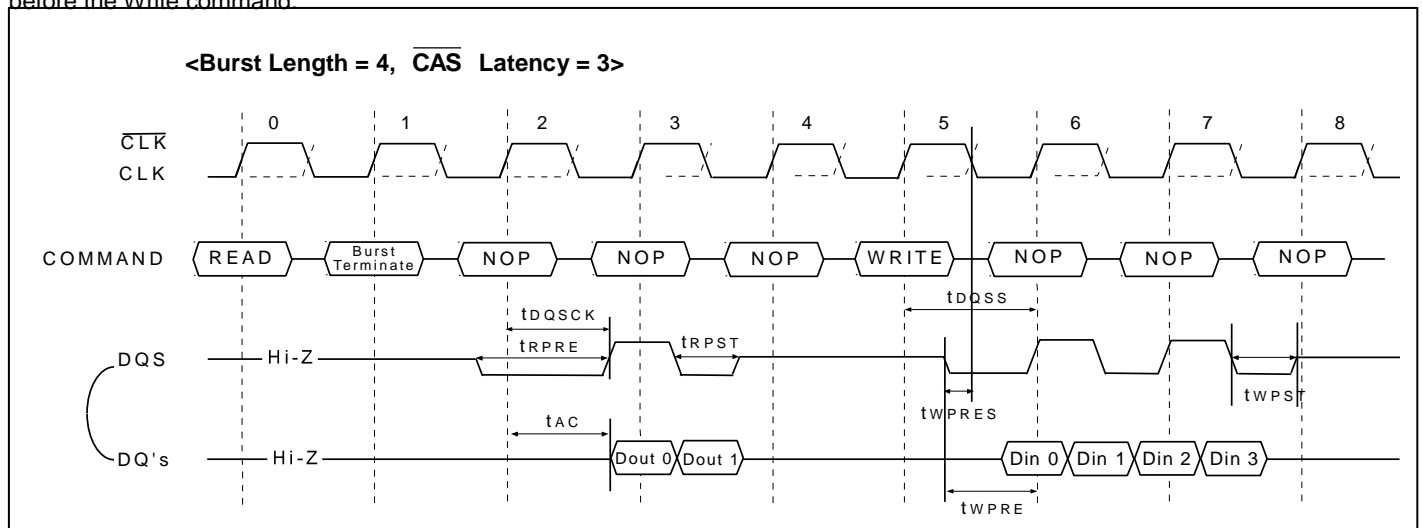 before the Write command.
<Burst Length = 4, CAS Latency = 3>
0 1 2 3 4 5 6 7 8
CLK
CLK
COMMAND READ Burst Terminate NOP NOP NOP WRITE NOP NOP NOP
tDQSS
tDQSCK
tRPRE tRPST
DQS Hi-Z
tWPST
tWPRES
tAC
DQ's Hi-Z Dout 0 Dout 1 Din 0 Din 1 Din 2 Din 3
tWPRE